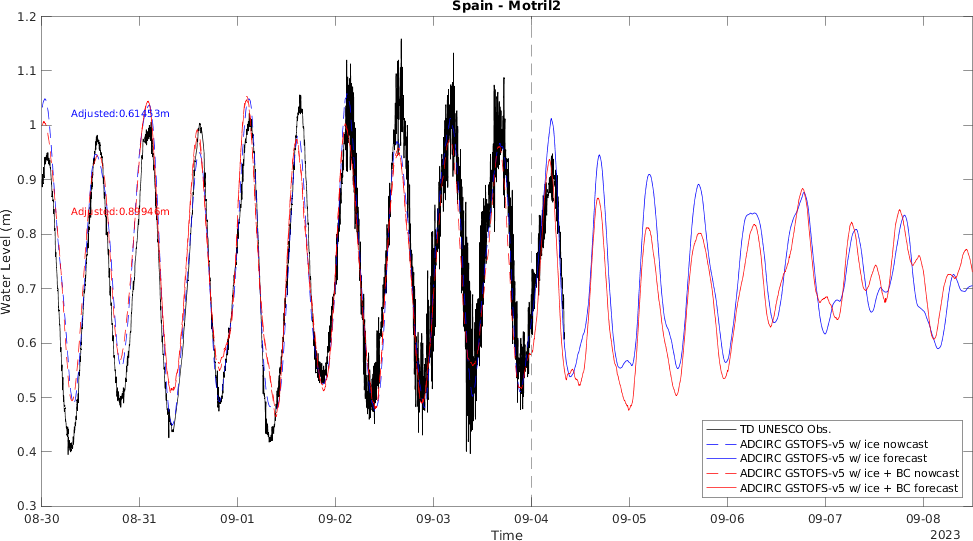 Spain - Motril2
1.2
1.1
1
0.9
0.8
0.7
0.6
0.5
0.4
0.3
Water Level (m)
Adjusted:0.61453m
Adjusted:0.89946m
TD UNESCO Obs.
ADCIRC GSTOFS-v5 w/ ice nowcast
ADCIRC GSTOFS-v5 w/ ice forecast
ADCIRC GSTOFS-v5 w/ ice + BC nowcast
ADCIRC GSTOFS-v5 w/ ice + BC forecast
08-30 08-31 09-01 09-02 09-03 09-04 09-05 09-06 09-07 09-08
Time
2023